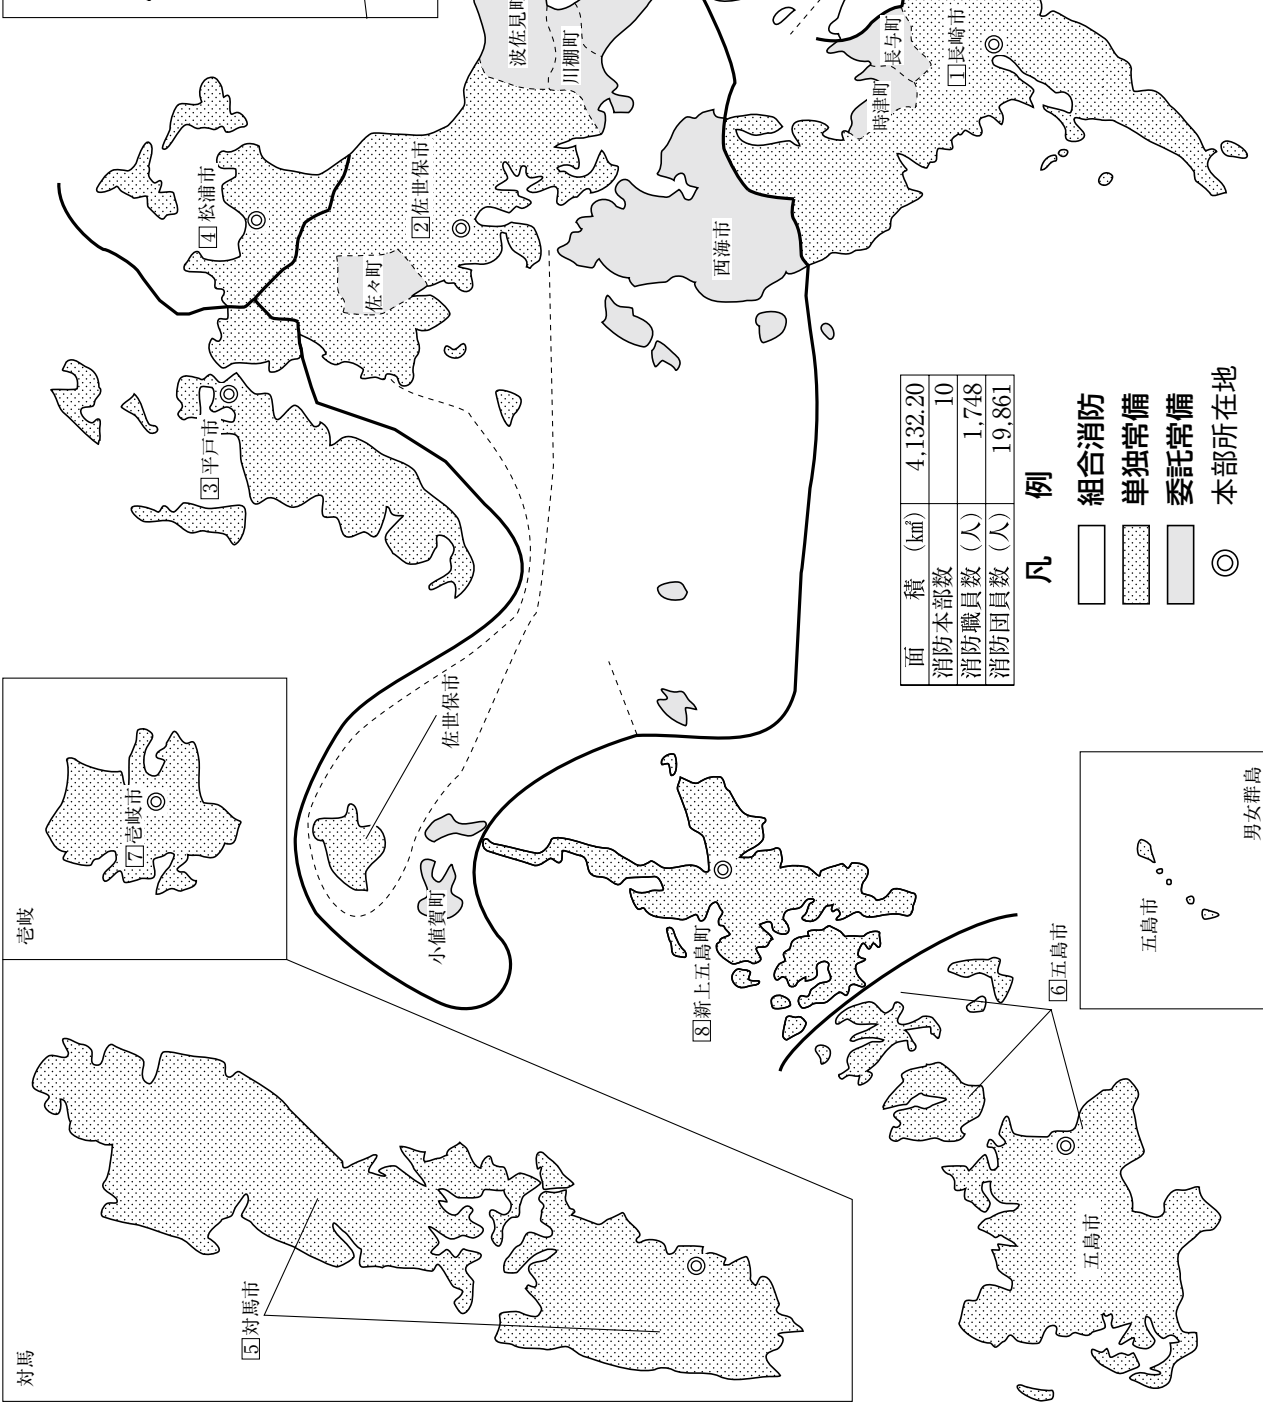 対馬
5 対馬市
壱岐
7 壱岐市
3 平戸市
4 松浦市
佐世保市
小値賀町
佐々町
2 佐世保市
波佐見町
川棚町
8 新上五島町
西海市
長与町
時津町
1 長崎市
6 五島市
五島市
五島市
男女群島
面 積 (㎢) 4,132.20
消防本部数 10
消防職員数 (人) 1,748
消防団員数 (人) 19,861
凡 例
組合消防
単独常備
委託常備
◎ 本部所在地